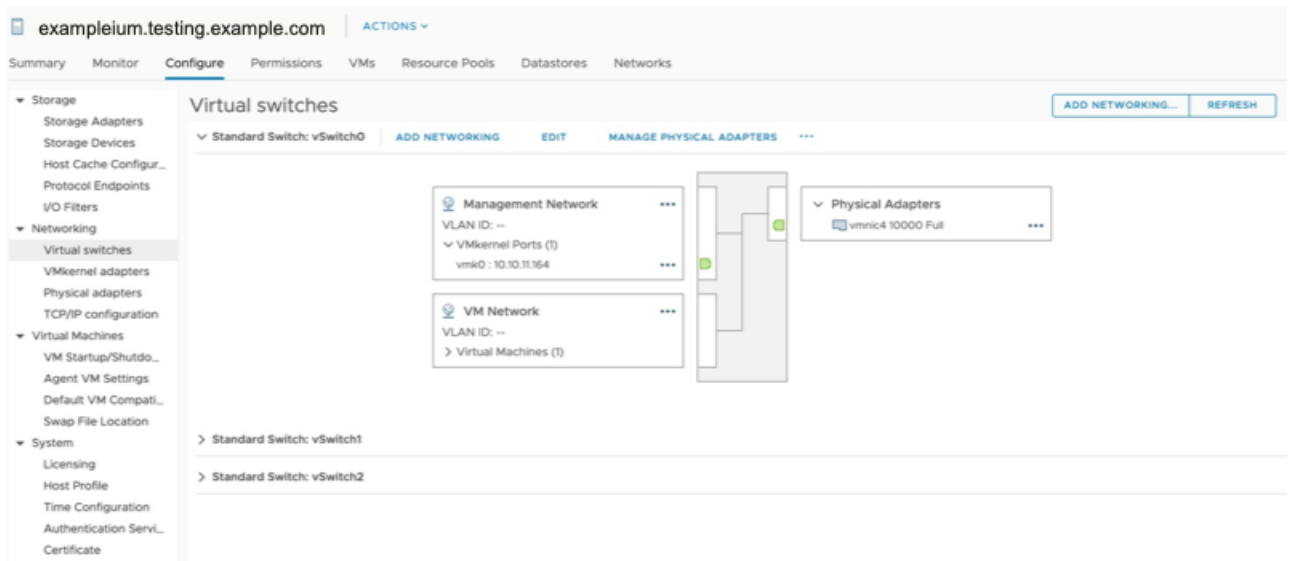 exampleium.testing.example.com ACTIONS
Summary Monitor Configure Permissions VMs Resource Pools Datastores Networks
Storage
Storage Adapters
Storage Devices
Host Cache Configur...
Protocol Endpoints
I/O Filters
Networking
Virtual switches
VMkernel adapters
Physical adapters
TCP/IP configuration
Virtual Machines
VM Startup/Shutdo...
Agent VM Settings
Default VM Compati...
Swap File Location
System
Licensing
Host Profile
Time Configuration
Authentication Servi...
Certificate
Virtual switches
ADD NETWORKING... REFRESH
Standard Switch: vSwitch0 ADD NETWORKING EDIT MANAGE PHYSICAL ADAPTERS ...
Management Network ...
VLAN ID: --
VMkernel Ports (1)
vmk0 : 10.10.11.164 ...
VM Network ...
VLAN ID: --
Virtual Machines (1)
Physical Adapters
vmnic4 10000 Full ...
Standard Switch: vSwitch1
Standard Switch: vSwitch2